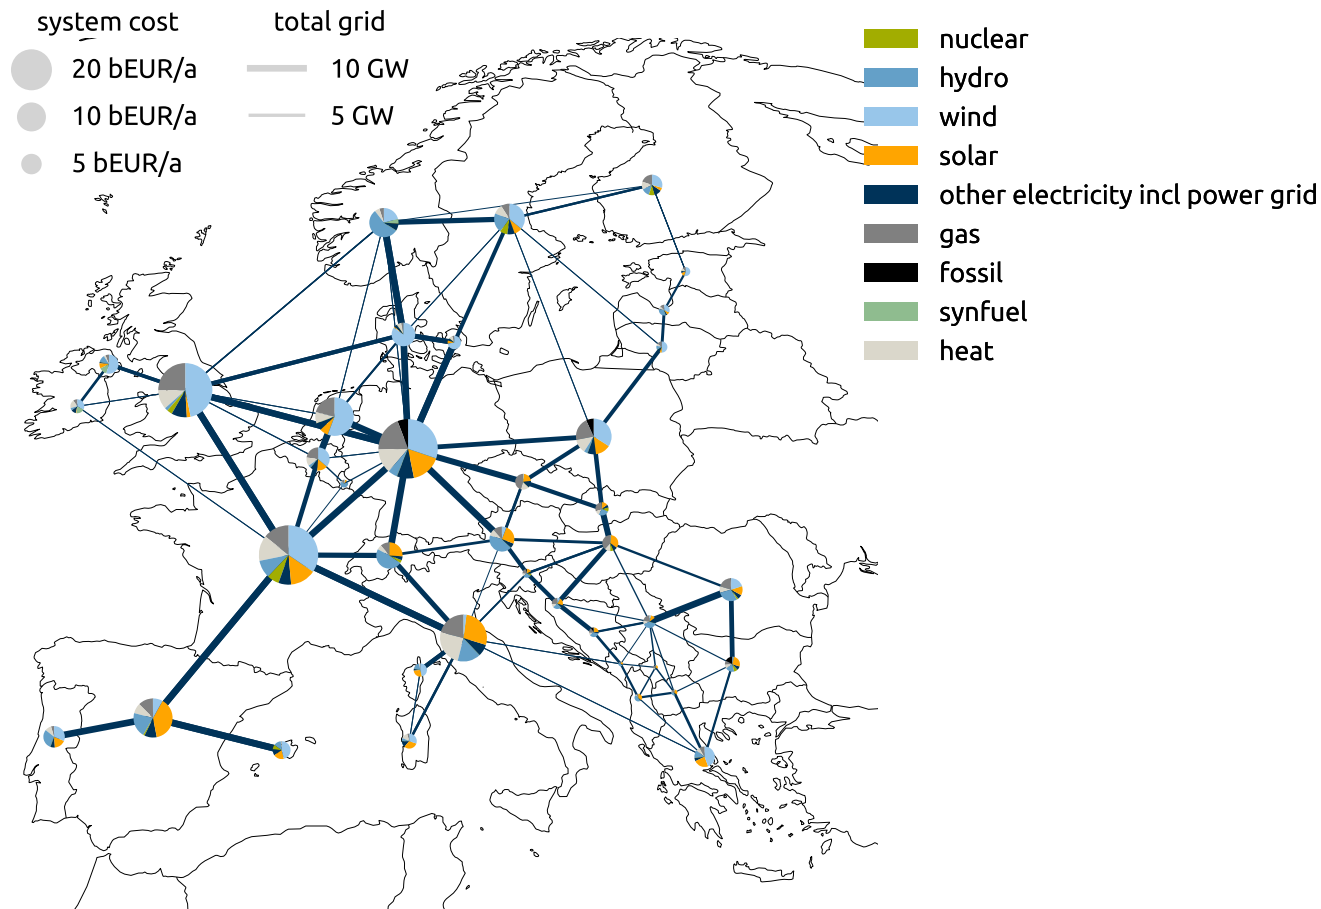 system cost
20 bEUR/a
10 bEUR/a
5 bEUR/a
total grid
10 GW
5 GW
nuclear
hydro
wind
solar
other electricity incl power grid
gas
fossil
synfuel
heat